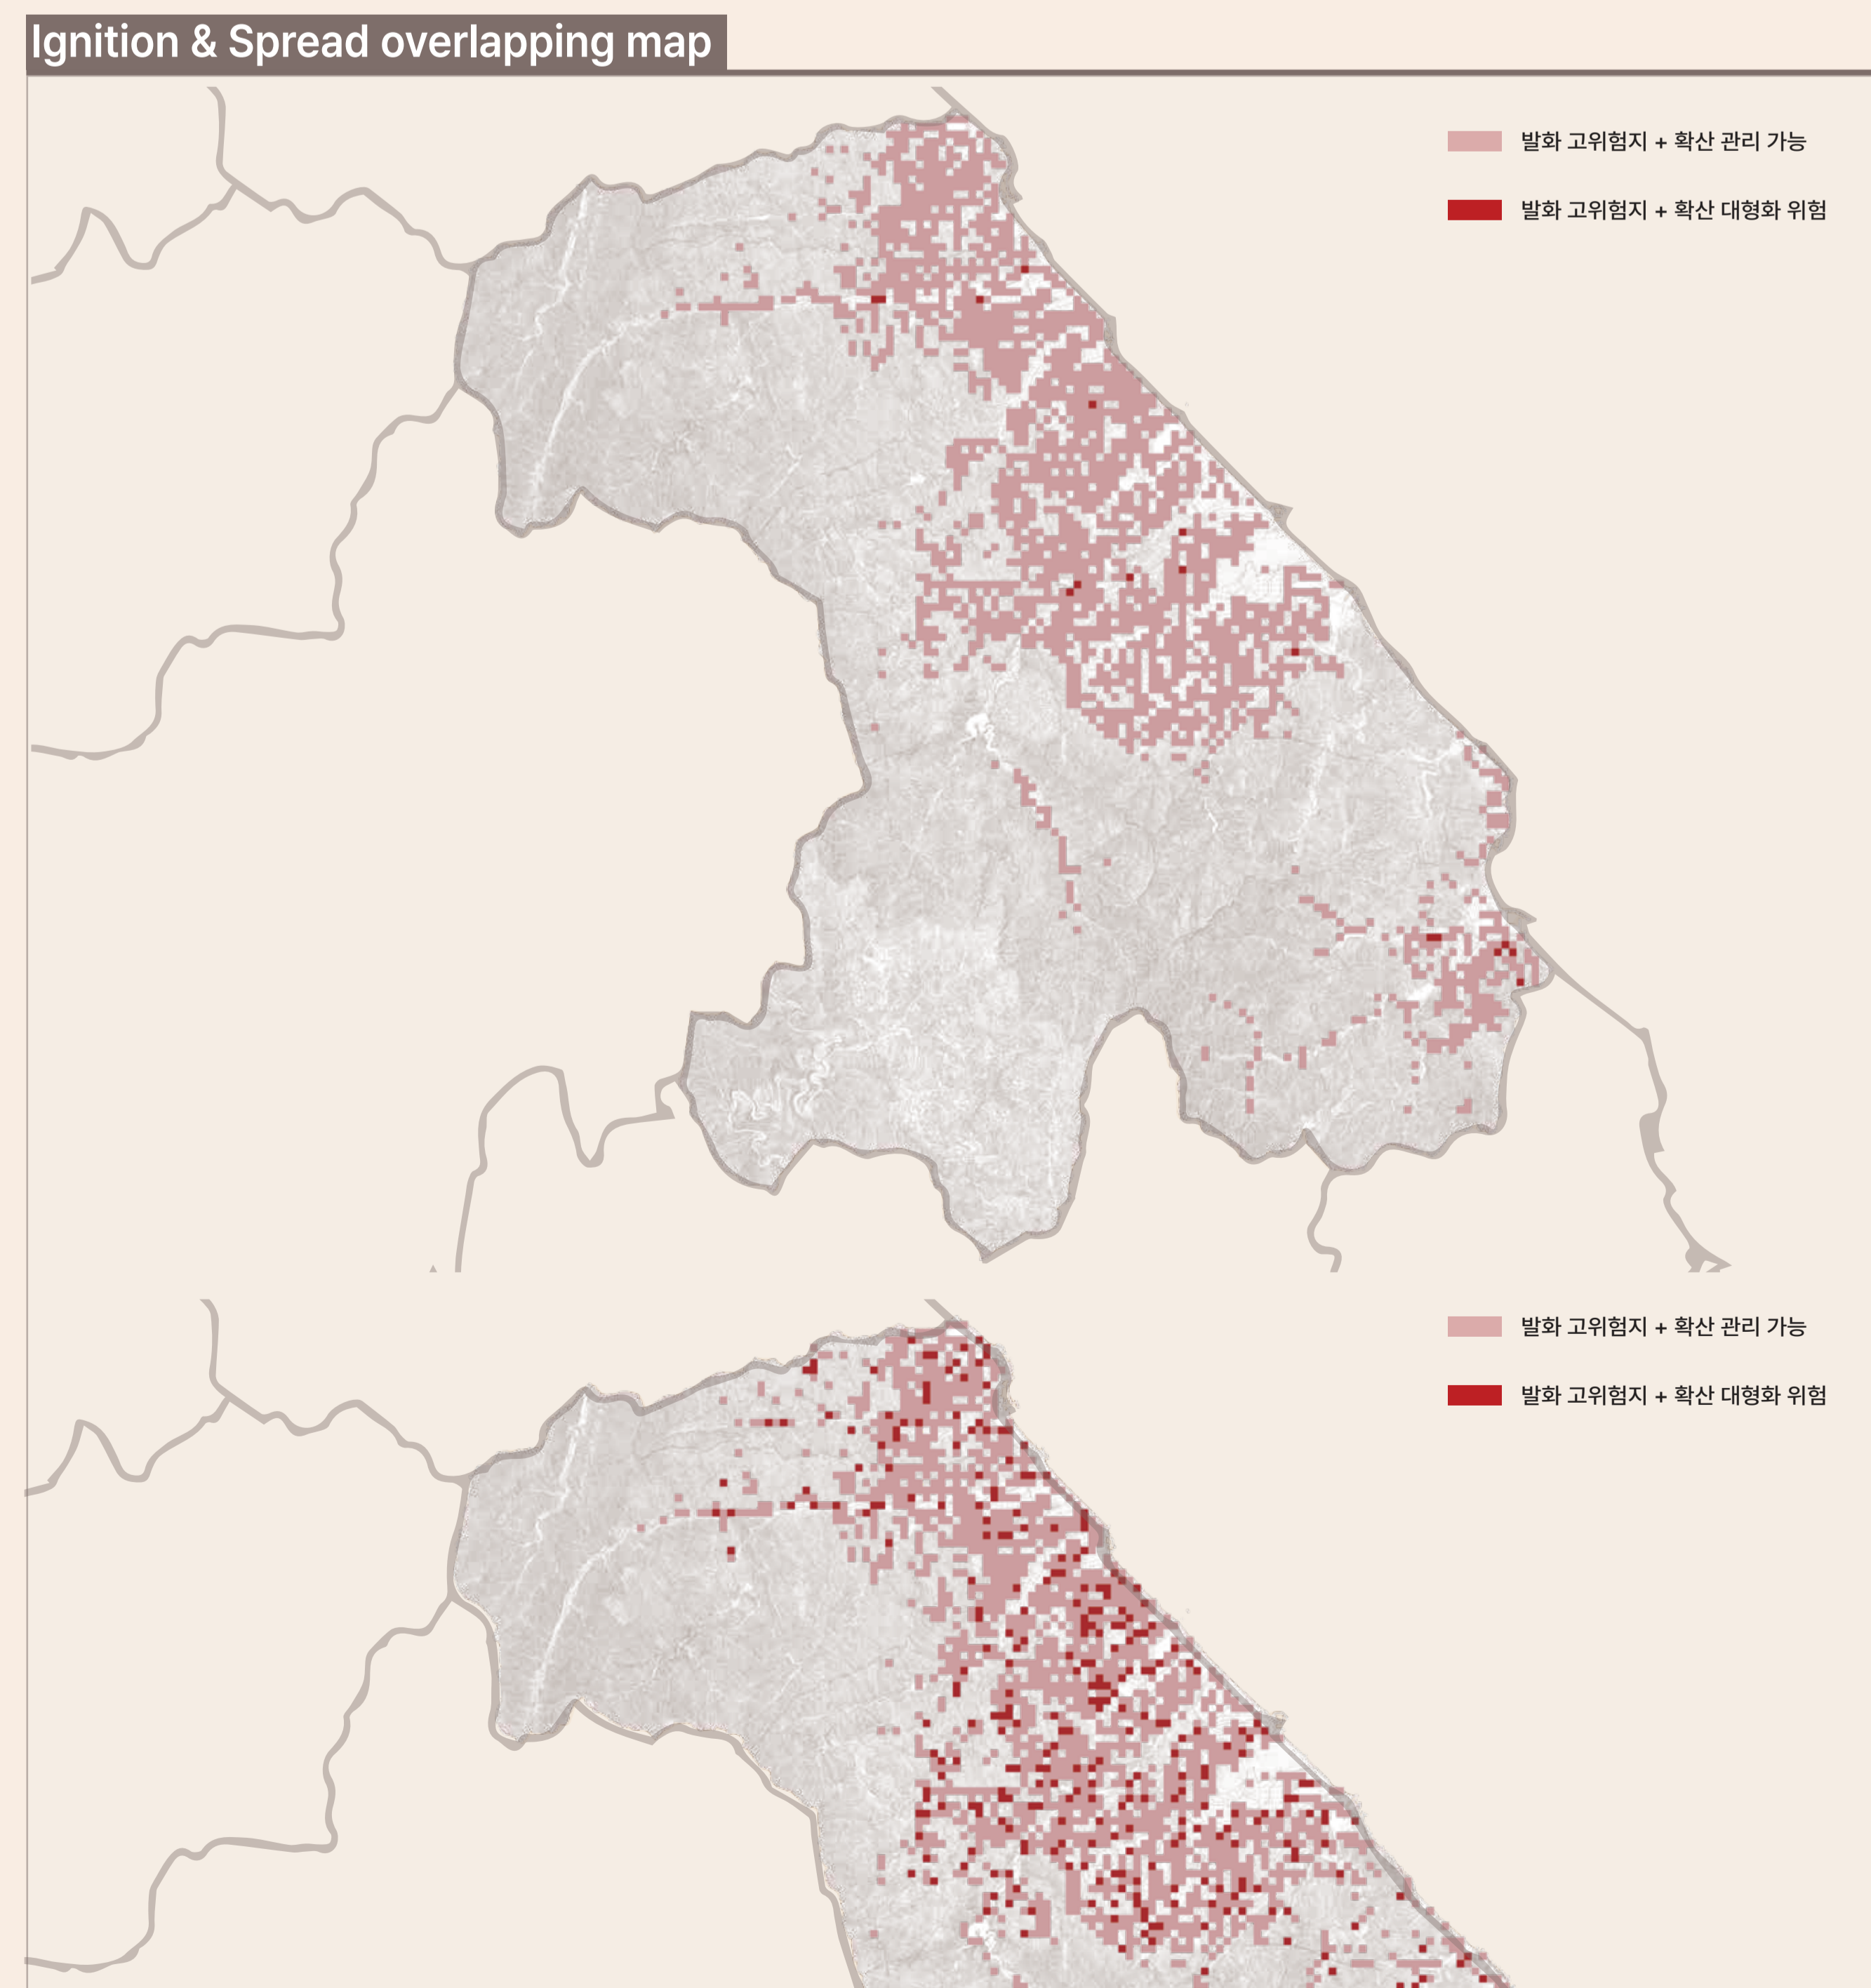 Ignition & Spread overlapping map
발화 고위험지 + 확산 관리 가능
발화 고위험지 + 확산 대형화 위험
발화 고위험지 + 확산 관리 가능
발화 고위험지 + 확산 대형화 위험